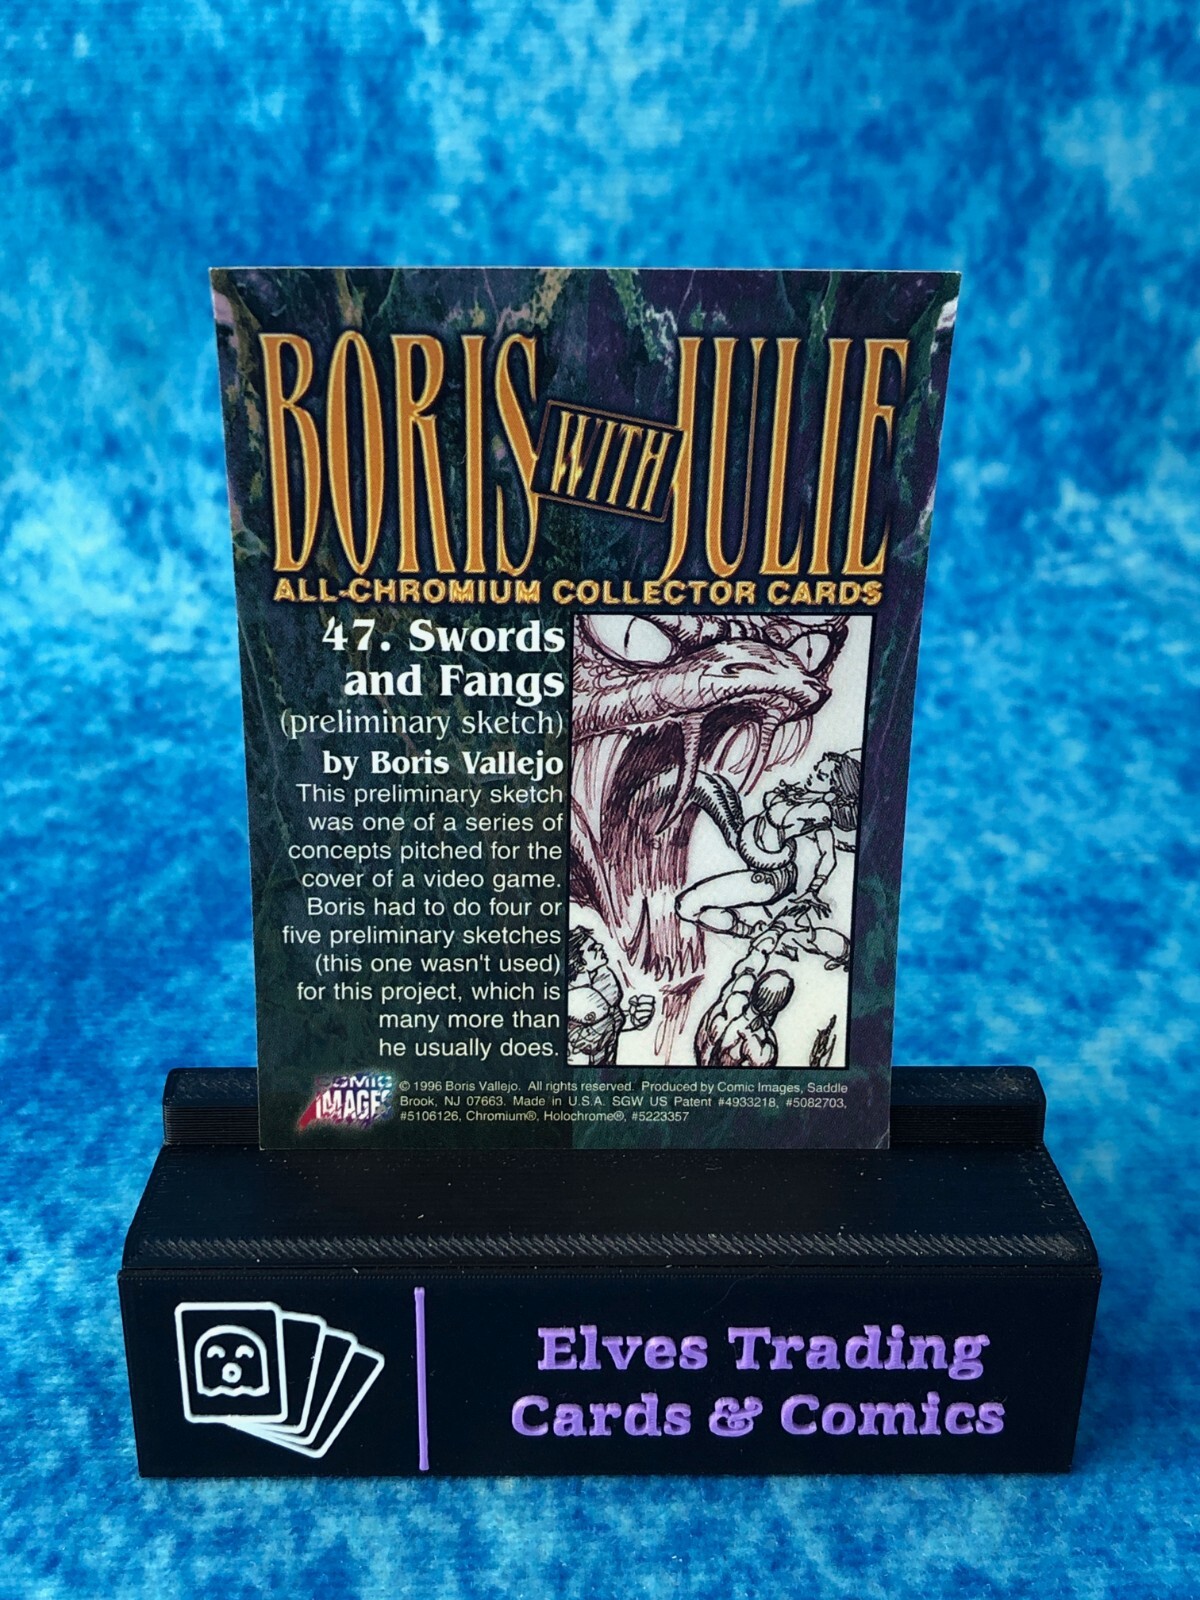 BORIS WITH JULIE
ALL-CHROMIUM COLLECTOR CARDS
47. Swords
and Fangs
(preliminary sketch)
by Boris Vallejo
This preliminary sketch
was one of a series of
concepts pitched for the
cover of a video game.
Boris had to do four or
five preliminary sketches
(this one wasn't used)
for this project, which is
many more than
he usually does.
COMIC
IMAGES
© 1996 Boris Vallejo. All rights reserved. Produced by Comic Images, Saddle
Brook, NJ 07663. Made in U.S.A. SGW US Patent #4933218, #5082703,
#5106126, Chromium®, Holochrome®, #5223357
Elves Trading
Cards & Comics